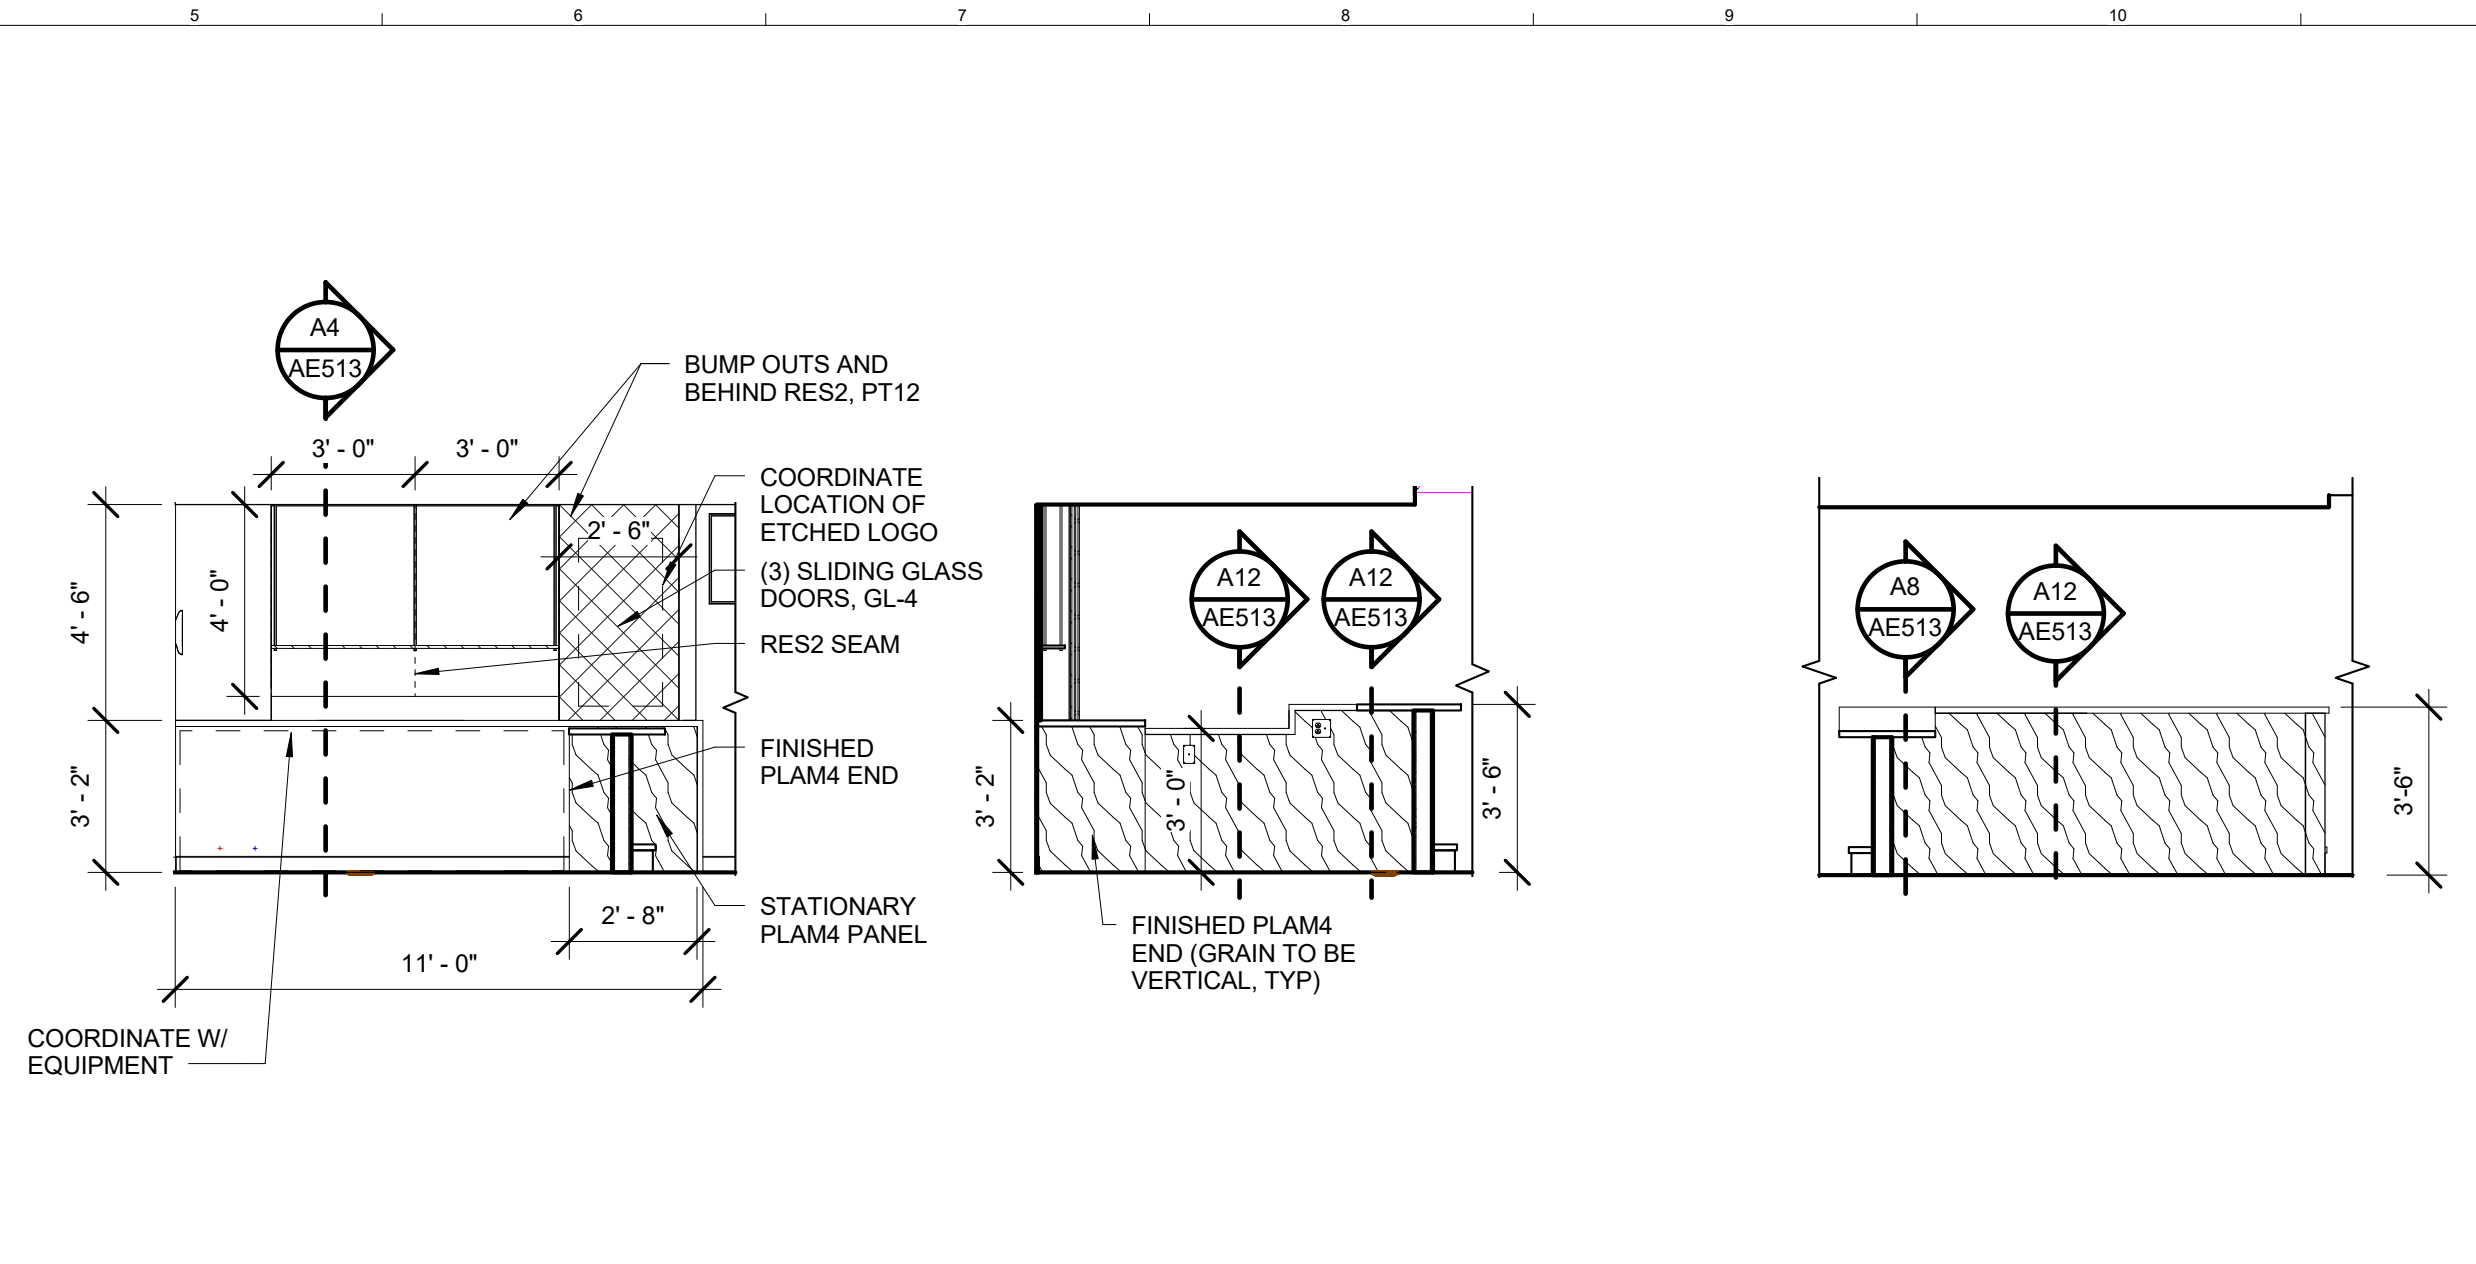 5
6
7
8
9
10
A4
AE513
BUMP OUTS AND
BEHIND RES2, PT12
3' - 0"
3' - 0"
COORDINATE
LOCATION OF
ETCHED LOGO
2' - 6"
(3) SLIDING GLASS
DOORS, GL-4
4' - 6"
4' - 0"
RES2 SEAM
FINISHED
PLAM4 END
3' - 2"
STATIONARY
PLAM4 PANEL
2' - 8"
11' - 0"
COORDINATE W/
EQUIPMENT
A12
AE513
A12
AE513
3' - 2"
3' - 0"
3' - 6"
FINISHED PLAM4
END (GRAIN TO BE
VERTICAL, TYP)
A8
AE513
A12
AE513
3'-6"